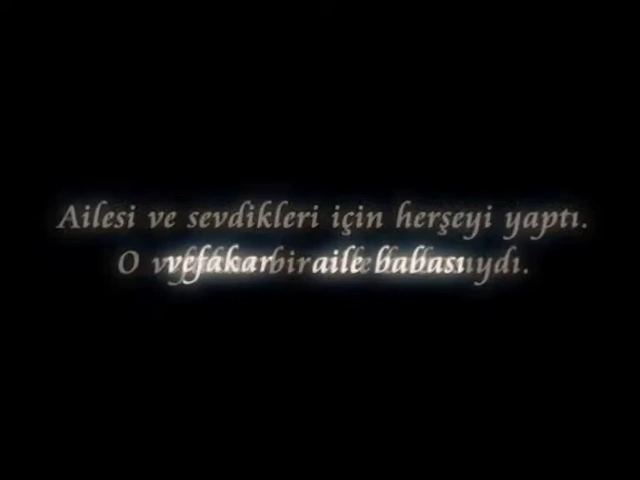 Ailesi ve sevdikleri için herşeyi yaptı.
O vefakar bir aile babasıydı.